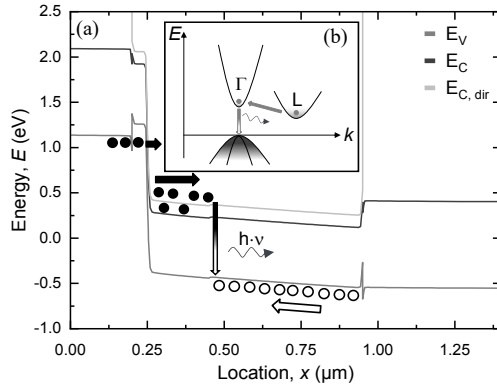 (a)
(b)
E
Γ
L
k
E_V
E_C
E_C, dir
h·ν
2.5
2.0
1.5
1.0
0.5
0.0
-0.5
-1.0
Energy, E (eV)
0.00 0.25 0.50 0.75 1.00 1.25
Location, x (μm)